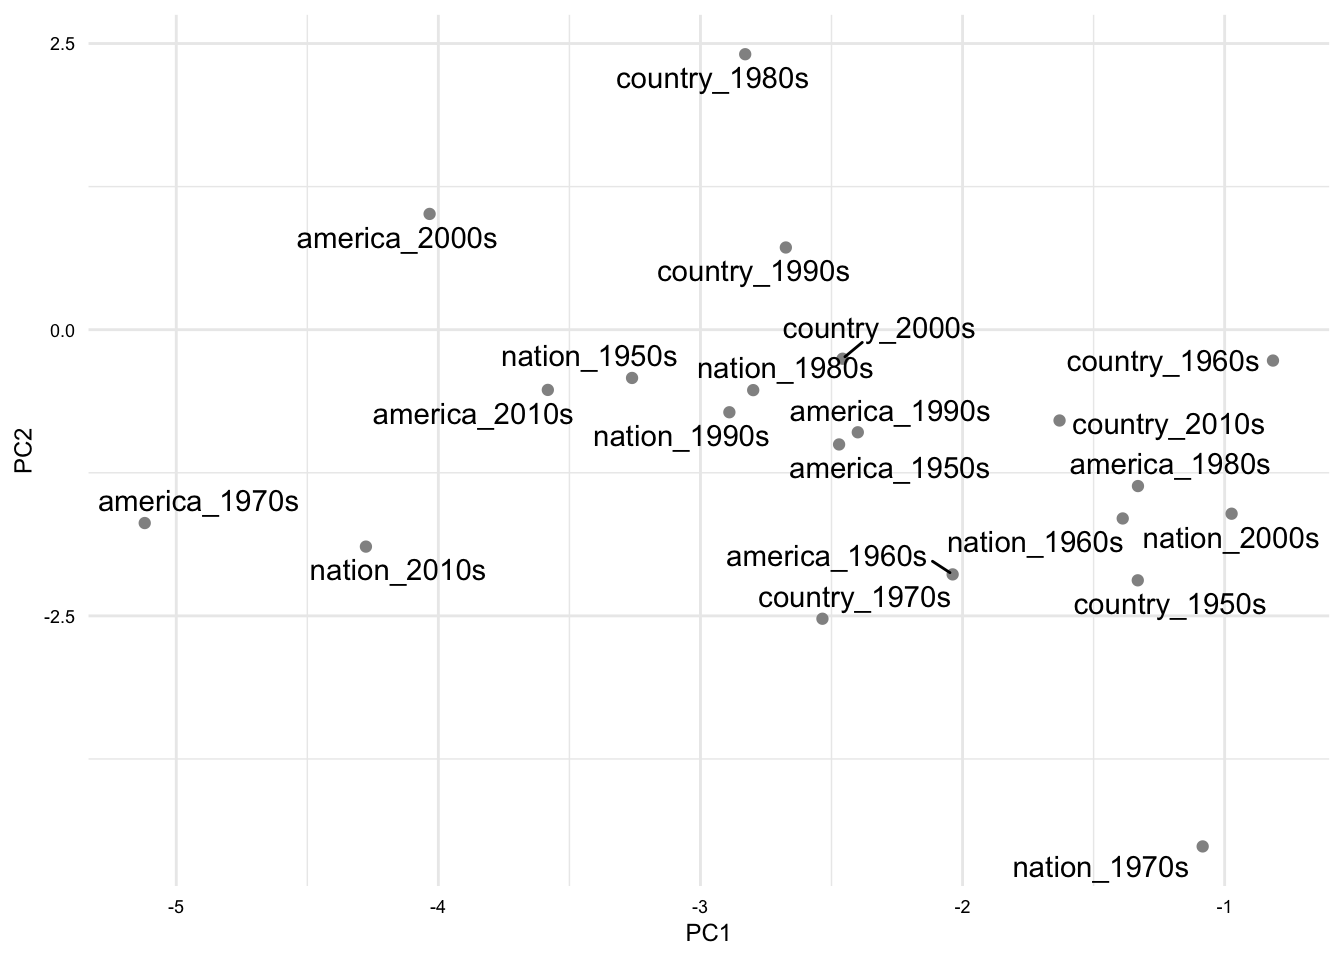 2.5
country_1980s
america_2000s
country_1990s
0.0
country_2000s
nation_1950s
nation_1980s
country_1960s
america_2010s
america_1990s
country_2010s
nation_1990s
america_1950s
america_1980s
PC2
america_1970s
nation_1960s
nation_2000s
america_1960s
nation_2010s
country_1970s
country_1950s
-2.5
nation_1970s
-5
-4
-3
-2
-1
PC1